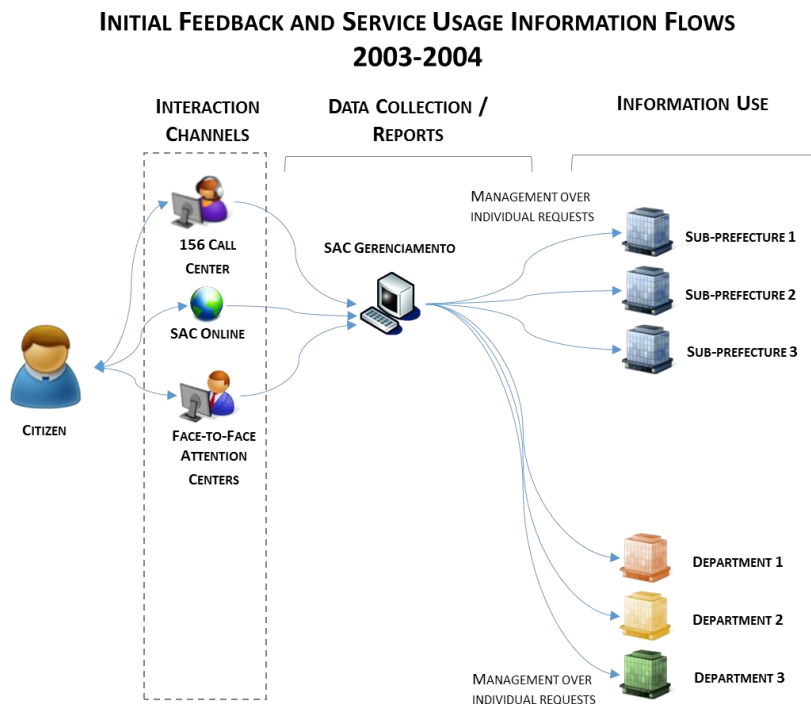 INITIAL FEEDBACK AND SERVICE USAGE INFORMATION FLOWS
2003-2004
INTERACTION
CHANNELS
DATA COLLECTION /
REPORTS
INFORMATION USE
156 CALL
CENTER
SAC ONLINE
FACE-TO-FACE
ATTENTION
CENTERS
CITIZEN
SAC GERENCIAMENTO
MANAGEMENT OVER
INDIVIDUAL REQUESTS
SUB-PREFECTURE 1
SUB-PREFECTURE 2
SUB-PREFECTURE 3
DEPARTMENT 1
DEPARTMENT 2
DEPARTMENT 3
MANAGEMENT OVER
INDIVIDUAL REQUESTS